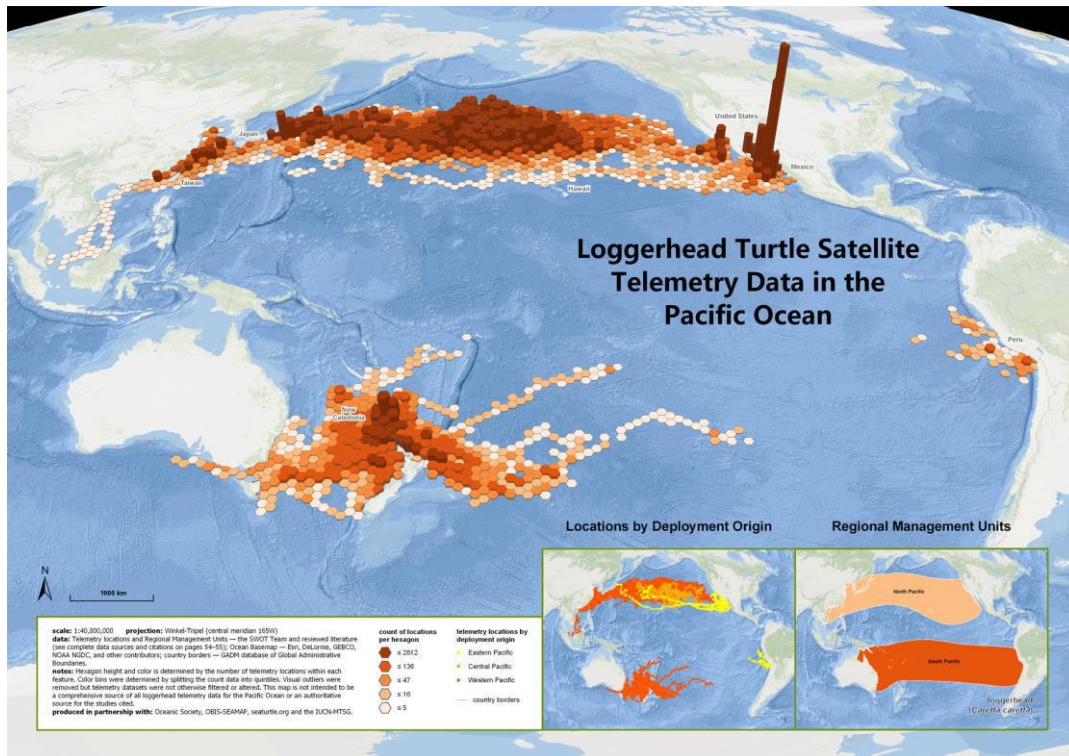 Japan
Taiwan
Hawaii
United States
Mexico
Loggerhead Turtle Satellite
Telemetry Data in the
Pacific Ocean
Peru
New
Caledonia
N
1000 km
scale: 1:40,000,000 projection: Winkel-Tripel (central meridian 165W)
data: Telemetry locations and Regional Management Units — the SWOT Team and reviewed literature
(see complete data sources and citations on pages 54–55); Ocean Basemap — Esri, DeLorme, GEBCO,
NOAA NGDC, and other contributors; country borders — GADM database of Global Administrative
Boundaries.
notes: Hexagon height and color is determined by the number of telemetry locations within each
feature. Color bins were determined by splitting the count data into quintiles. Visual outliers were
removed but telemetry datasets were not otherwise filtered or altered. This map is not intended to be
a comprehensive source of all loggerhead telemetry data for the Pacific Ocean or an authoritative
source for the studies cited.
produced in partnership with: Oceanic Society, OBIS-SEAMAP, seaturtle.org and the IUCN-MTSG.
count of locations
per hexagon
≤ 2812
≤ 136
≤ 47
≤ 16
≤ 5
telemetry locations by
deployment origin
Eastern Pacific
Central Pacific
Western Pacific
country borders
Locations by Deployment Origin
Regional Management Units
North Pacific
South Pacific
loggerhead
(Caretta caretta)